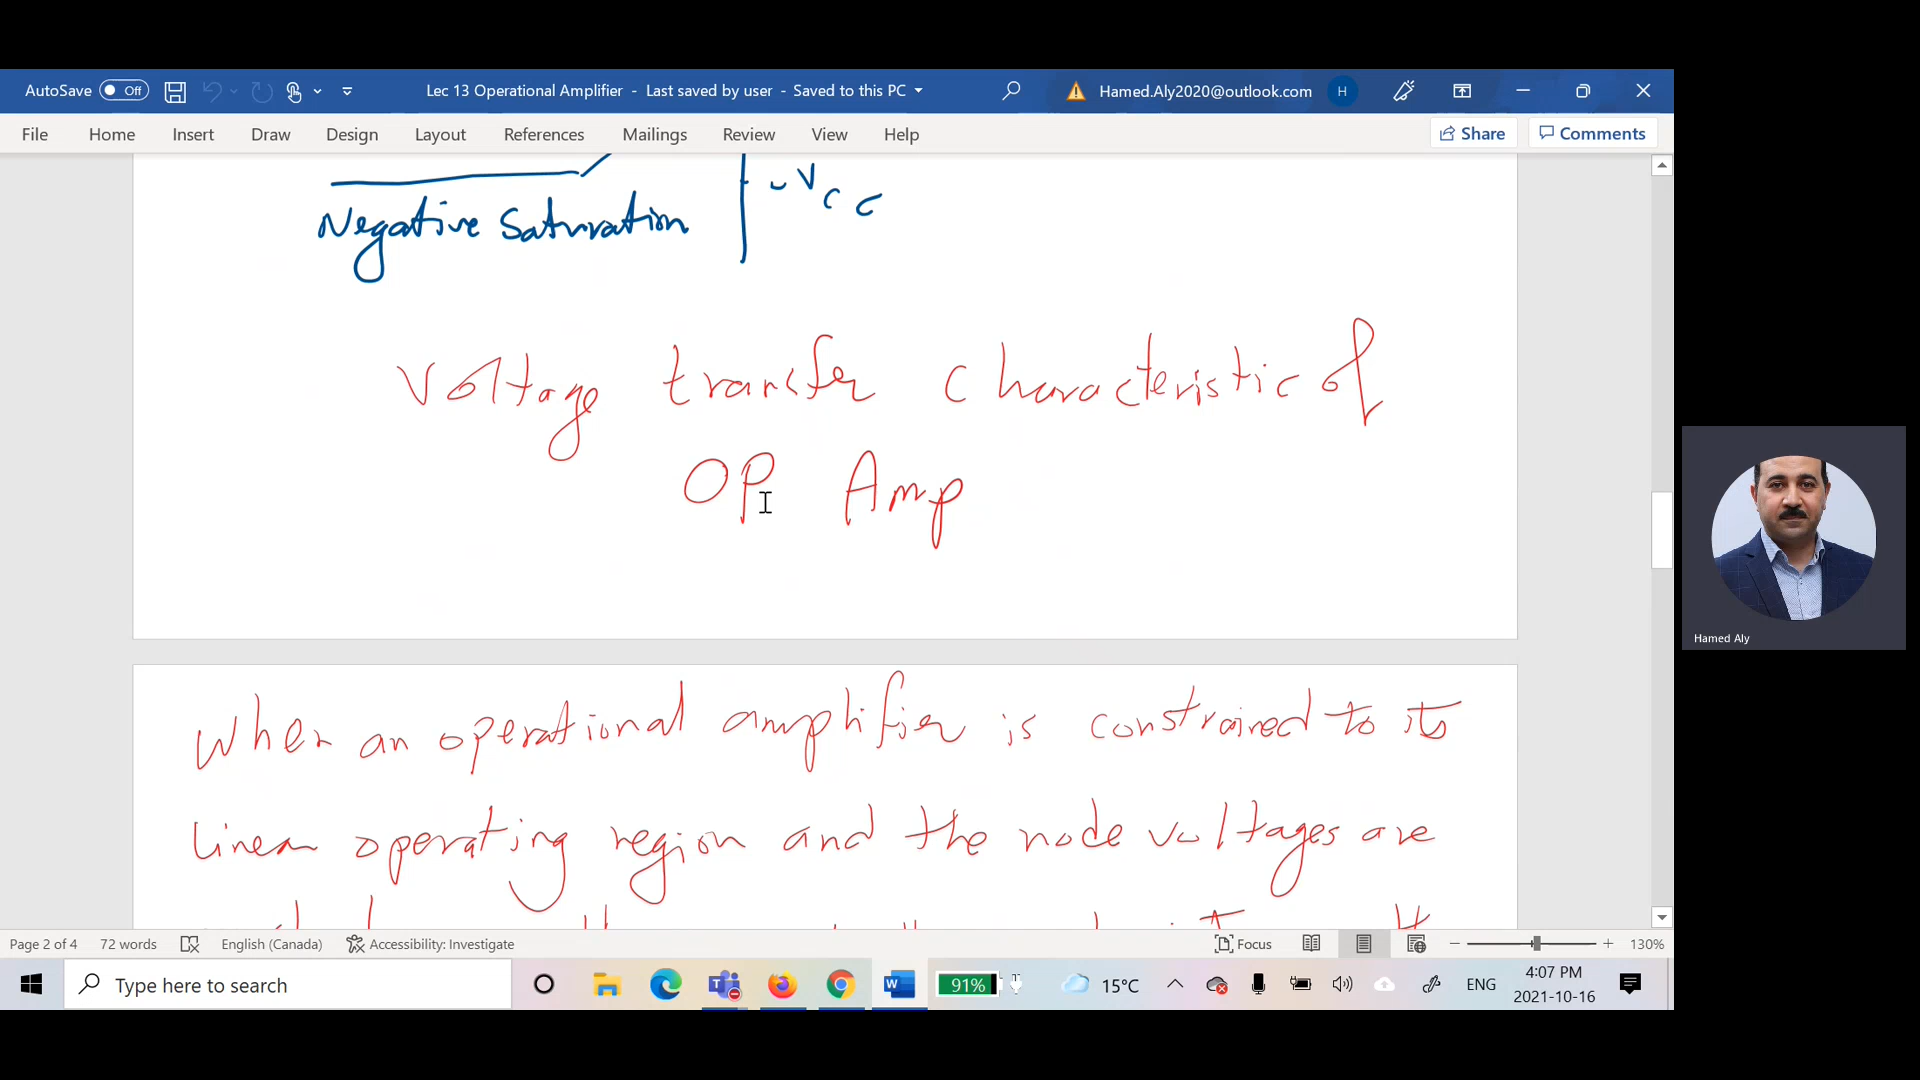 AutoSave Off Lec 13 Operational Amplifier - Last saved by user - Saved to this PC Hamed.Aly2020@outlook.com H
File Home Insert Draw Design Layout References Mailings Review View Help Share Comments
-Vcc
Negative Saturation
Voltage transfer characteristic of
OP Amp
When an operational amplifier is constrained to its
linear operating region and the node voltages are
Hamed Aly
Page 2 of 4 72 words English (Canada) Accessibility: Investigate Focus 130%
Type here to search 91% 15°C ENG 4:07 PM
2021-10-16